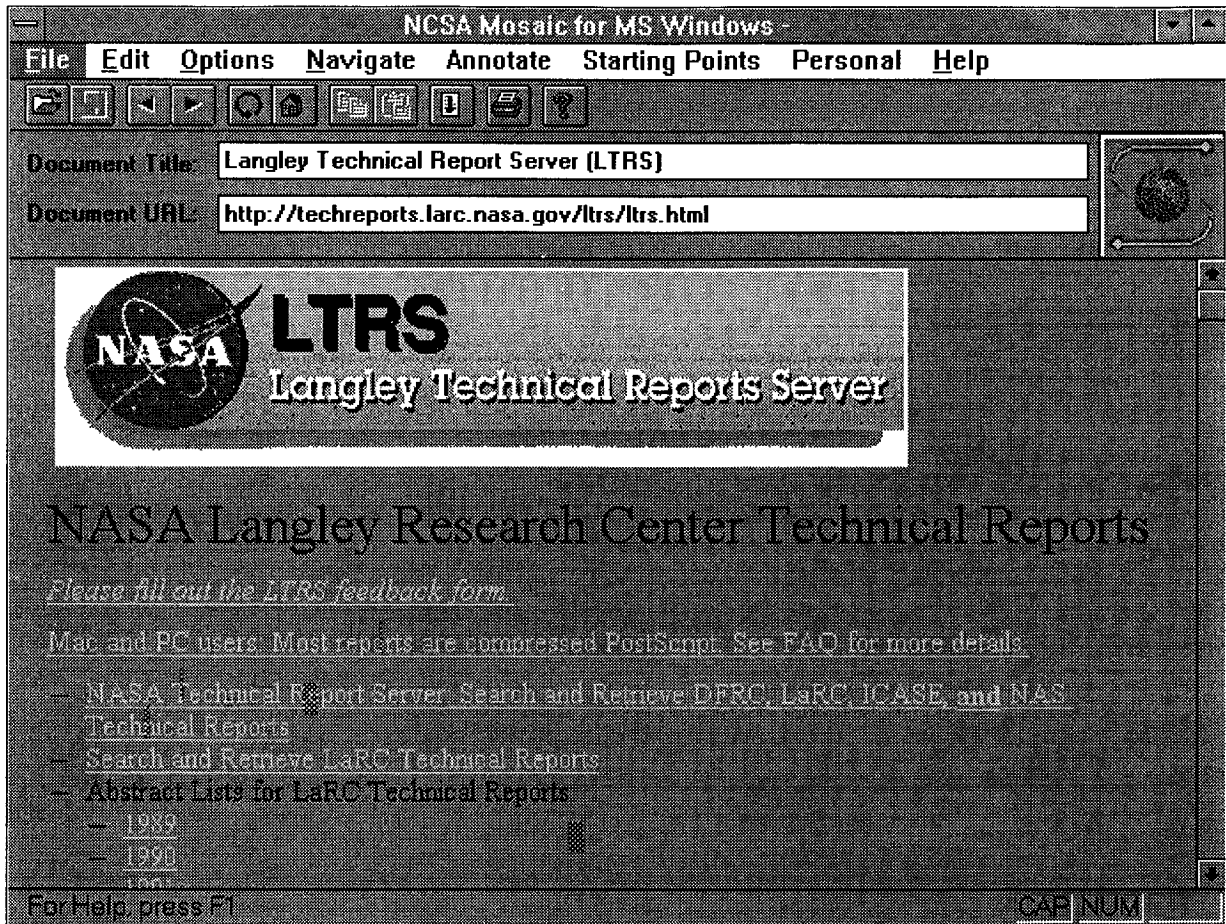 NCSA Mosaic for MS Windows -
File Edit Options Navigate Annotate Starting Points Personal Help
Document Title: Langley Technical Report Server (LTRS)
Document URL: http://techreports.larc.nasa.gov/ltrs/ltrs.html
NASA
LTRS
Langley Technical Reports Server
NASA Langley Research Center Technical Reports
Please fill out the LTRS feedback form.
Mac and PC users: Most reports are compressed PostScript. See FAQ for more details.
– NASA Technical Report Server: Search and Retrieve DFRC, LaRC, ICASE, and NAS
Technical Reports
– Search and Retrieve LaRC Technical Reports
– Abstract Lists for LaRC Technical Reports
– 1989
– 1990
1991
For Help, press F1 CAP NUM